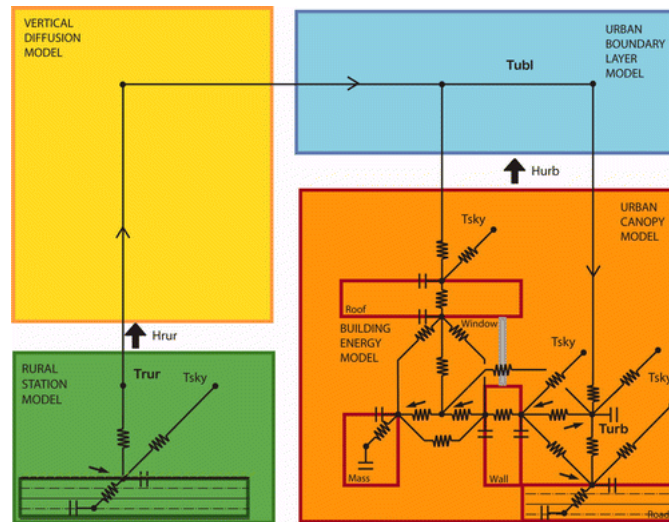 VERTICAL
DIFFUSION
MODEL
URBAN
BOUNDARY
LAYER
MODEL
Tubl
Hurb
URBAN
CANOPY
MODEL
Tsky
Roof
Window
BUILDING
ENERGY
MODEL
Hrur
RURAL
STATION
MODEL
Trur
Tsky
Tsky
Tsky
Turb
Mass
Wall
Road